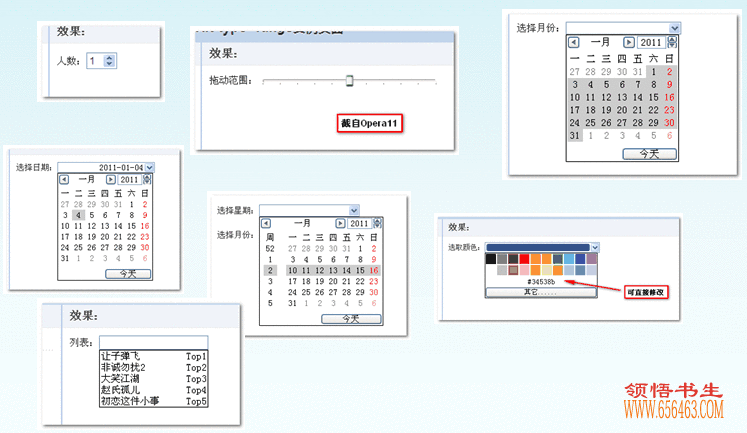 效果:
人数: 1
效果:
拖动范围:
截自Opera11
选择月份:
一月 2011
一 二 三 四 五 六 日
27 28 29 30 31 1 2
3 4 5 6 7 8 9
10 11 12 13 14 15 16
17 18 19 20 21 22 23
24 25 26 27 28 29 30
31 1 2 3 4 5 6
今天
选择日期: 2011-01-04
一月 2011
一 二 三 四 五 六 日
27 28 29 30 31 1 2
3 4 5 6 7 8 9
10 11 12 13 14 15 16
17 18 19 20 21 22 23
24 25 26 27 28 29 30
31 1 2 3 4 5 6
今天
选择星期:
选择月份:
一月 2011
周 一 二 三 四 五 六 日
52 27 28 29 30 31 1 2
1 3 4 5 6 7 8 9
2 10 11 12 13 14 15 16
3 17 18 19 20 21 22 23
4 24 25 26 27 28 29 30
5 31 1 2 3 4 5 6
今天
效果:
选取颜色:
#34538b
其它......
可直接修改
效果:
列表:
让子弹飞 Top1
非诚勿扰2 Top2
大笑江湖 Top3
赵氏孤儿 Top4
初恋这件小事 Top5
领悟书生
WWW.656463.COM